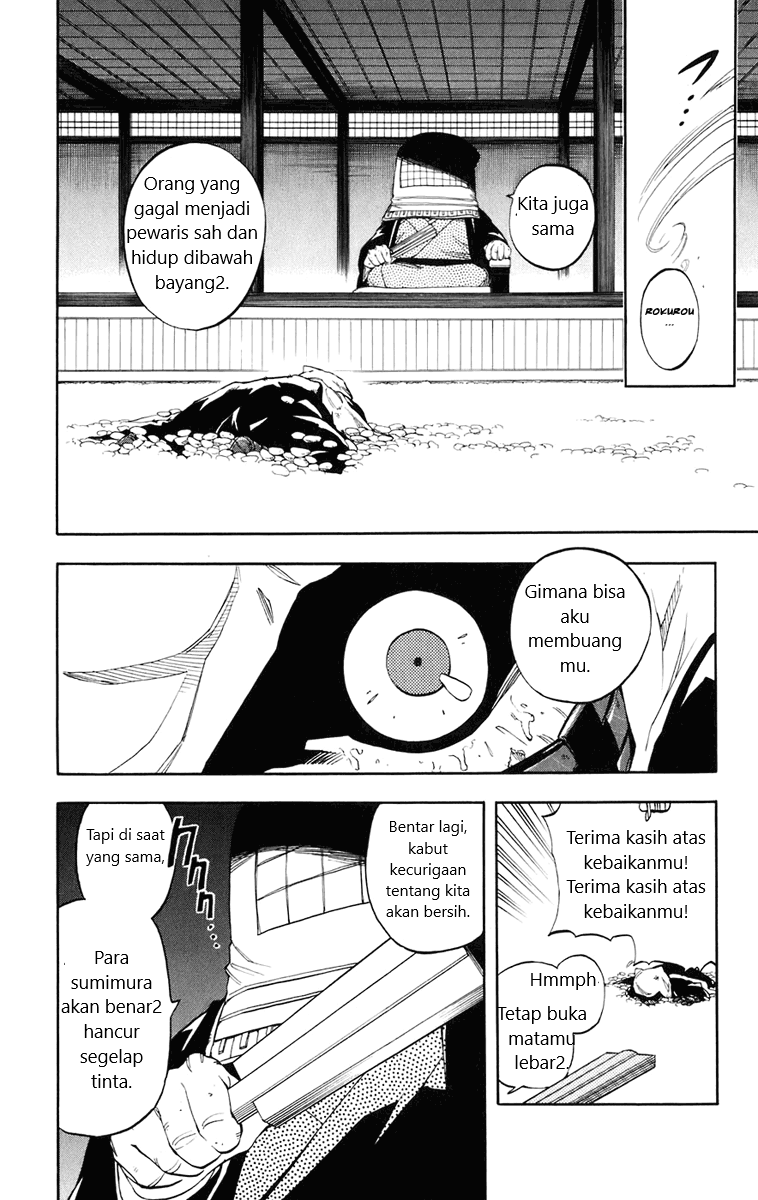 ROKUROU
...
Kita juga
sama
Orang yang
gagal menjadi
pewaris sah dan
hidup dibawah
bayang2.
Gimana bisa
aku
membuang
mu.
Terima kasih atas
kebaikanmu!
Terima kasih atas
kebaikanmu!
Hmmph
Tetap buka
matamu
lebar2.
Bentar lagi,
kabut
kecurigaan
tentang kita
akan bersih.
Tapi di saat
yang sama,
Para
sumimura
akan benar2
hancur
segelap
tinta.